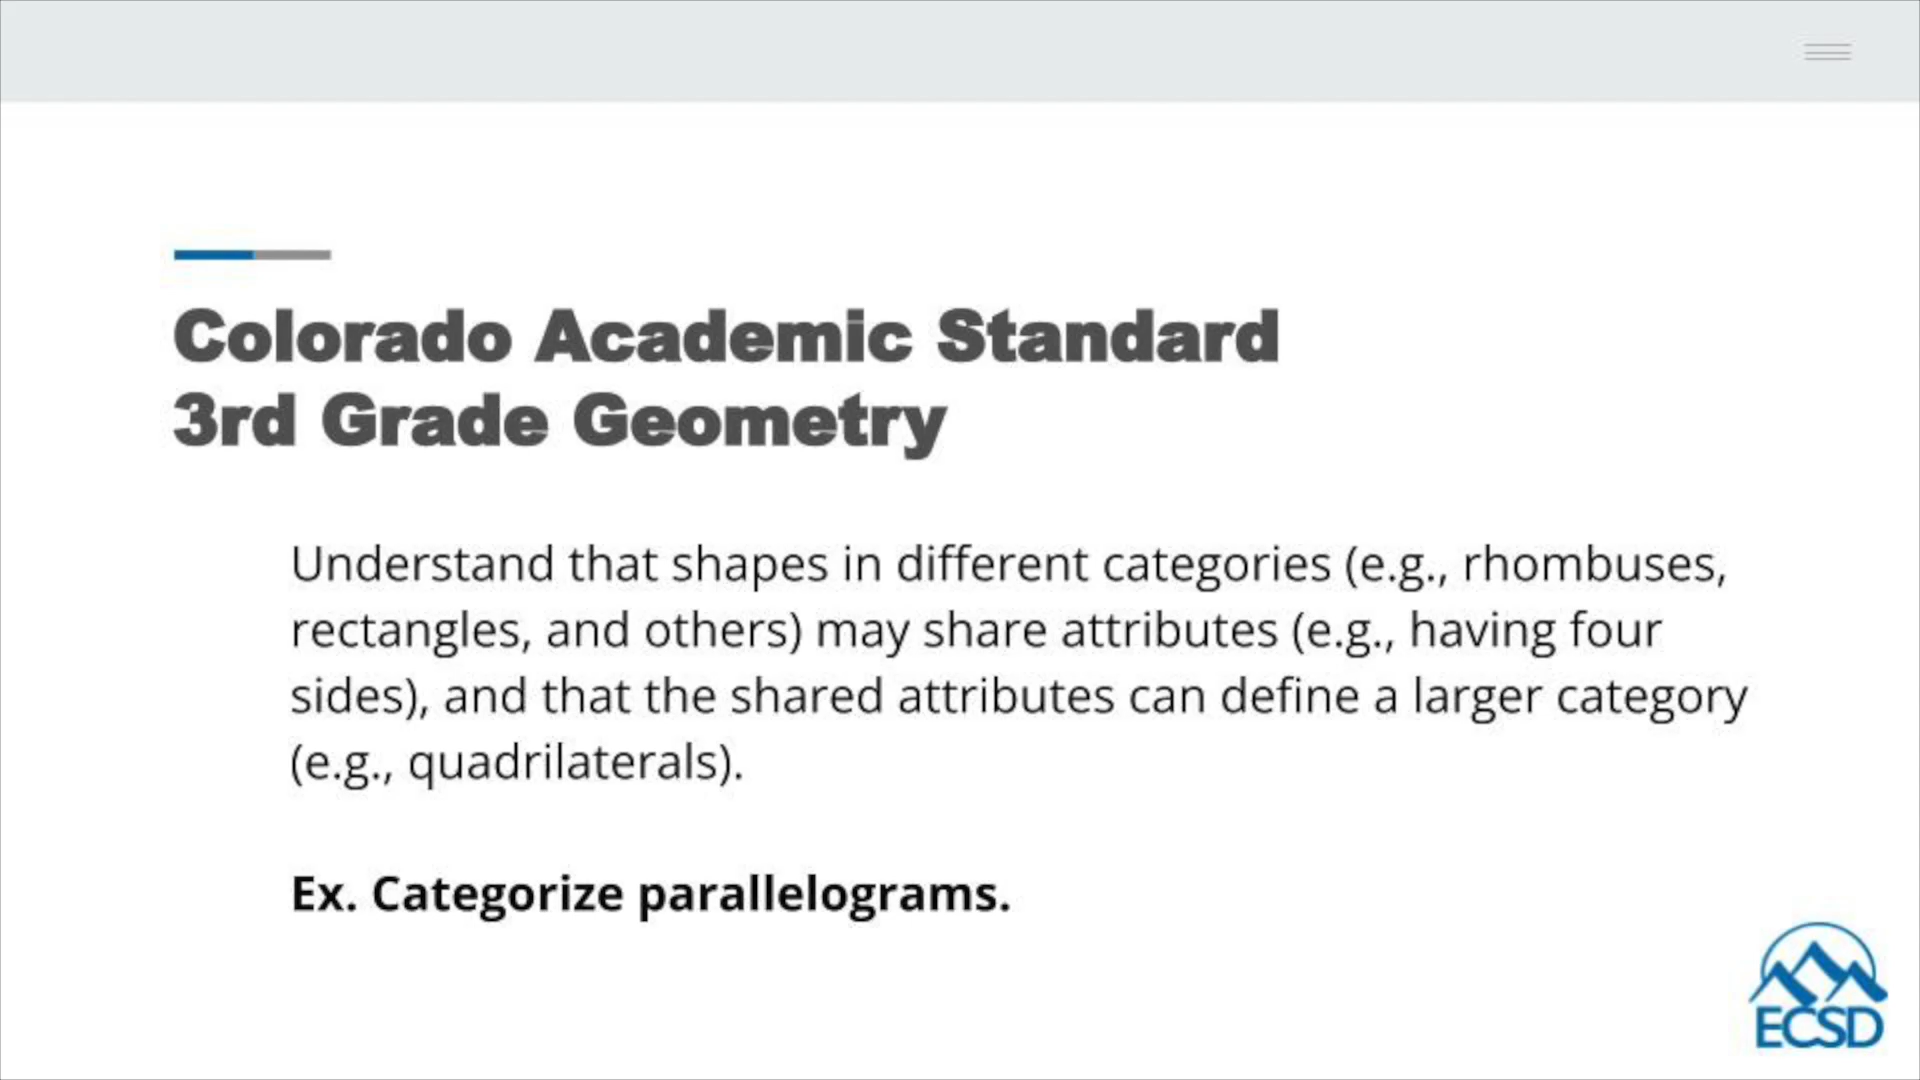 Colorado Academic Standard
3rd Grade Geometry
Understand that shapes in different categories (e.g., rhombuses,
rectangles, and others) may share attributes (e.g., having four
sides), and that the shared attributes can define a larger category
(e.g., quadrilaterals).
Ex. Categorize parallelograms.
ECSD